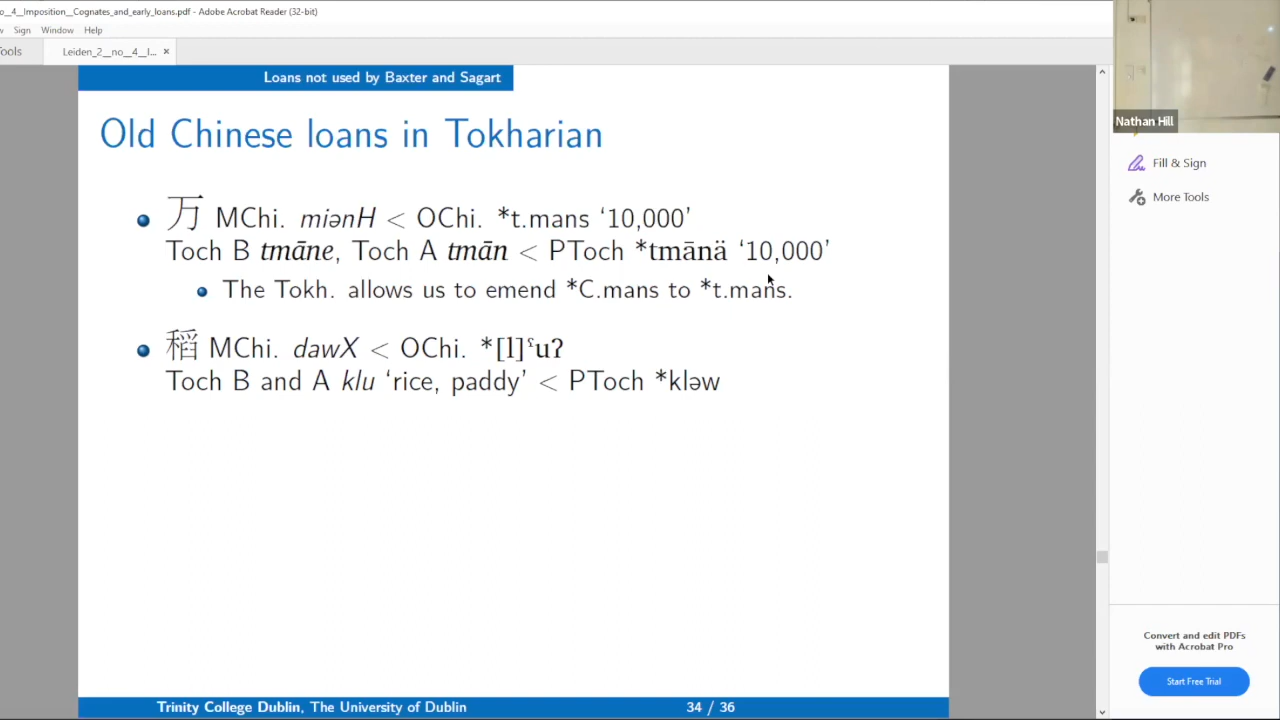 no__4__Imposition__Cognates_and_early_loans.pdf - Adobe Acrobat Reader (32-bit)
Sign Window Help
Tools
Leiden_2__no__4__I... ×
Loans not used by Baxter and Sagart
Old Chinese loans in Tokharian
万 MChi. miənH < OChi. *t.mans ‘10,000’
Toch B tmāne, Toch A tmān < PToch *tmānä ‘10,000’
The Tokh. allows us to emend *C.mans to *t.mans.
稻 MChi. dawX < OChi. *[l]ˤuʔ
Toch B and A klu ‘rice, paddy’ < PToch *kləw
Trinity College Dublin, The University of Dublin 34 / 36
Nathan Hill
Fill & Sign
More Tools
Convert and edit PDFs
with Acrobat Pro
Start Free Trial